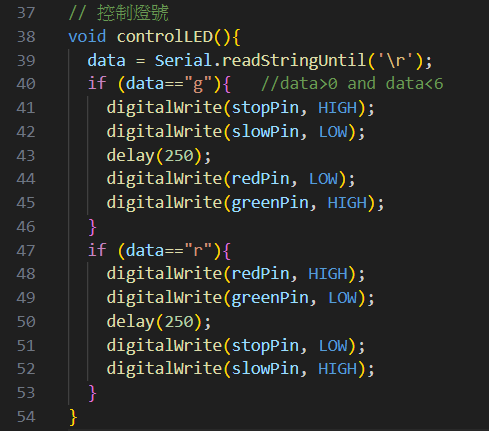 37 // 控制燈號
38 void controlLED(){
39 data = Serial.readStringUntil('\r');
40 if (data=="g"){ //data>0 and data<6
41 digitalWrite(stopPin, HIGH);
42 digitalWrite(slowPin, LOW);
43 delay(250);
44 digitalWrite(redPin, LOW);
45 digitalWrite(greenPin, HIGH);
46 }
47 if (data=="r"){
48 digitalWrite(redPin, HIGH);
49 digitalWrite(greenPin, LOW);
50 delay(250);
51 digitalWrite(stopPin, LOW);
52 digitalWrite(slowPin, HIGH);
53 }
54 }